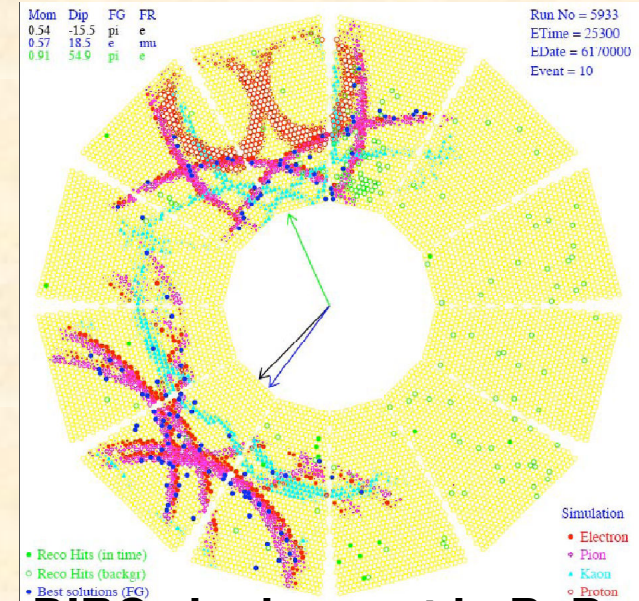 Mom Dip FG FR
0.54 -15.5 pi e
0.57 18.5 e mu
0.91 54.9 pi e
Run No = 5933
ETime = 25300
EDate = 6170000
Event = 10
Reco Hits (in time)
Reco Hits (backgr)
Best solutions (FG)
Simulation
Electron
Pion
Kaon
Proton